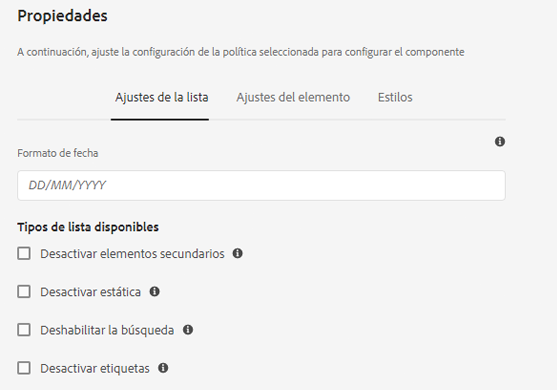 Propiedades
A continuación, ajuste la configuración de la política seleccionada para configurar el componente
Ajustes de la lista Ajustes del elemento Estilos
Formato de fecha
DD/MM/YYYY
Tipos de lista disponibles
Desactivar elementos secundarios
Desactivar estática
Deshabilitar la búsqueda
Desactivar etiquetas